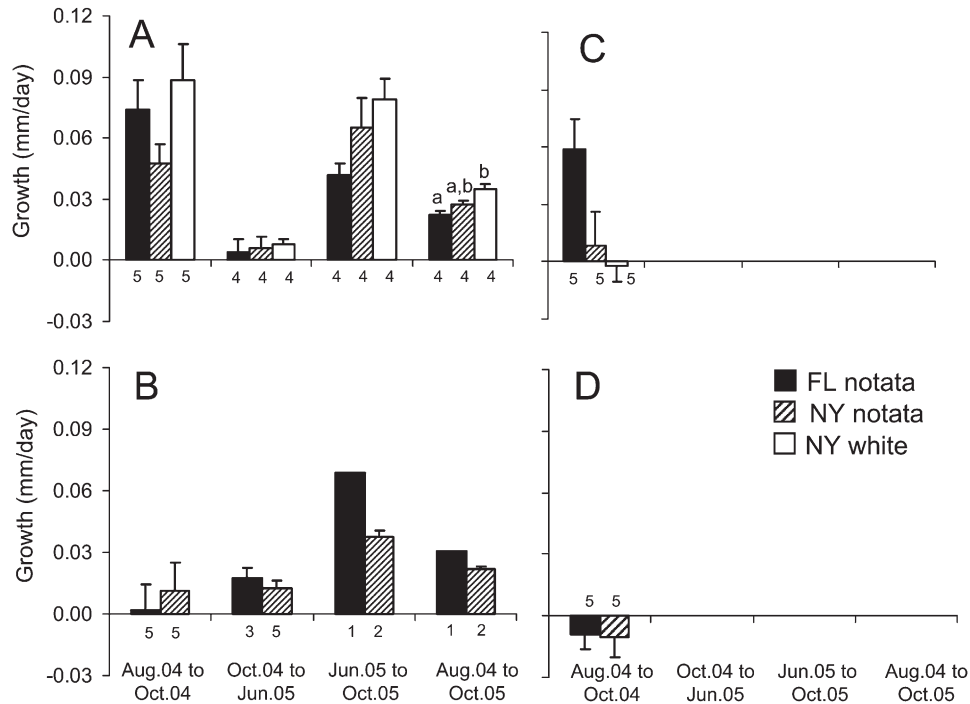 A
C
0.12
0.09
0.06
0.03
0.00
-0.03
Growth (mm/day)
a a,b b
5 5 5 4 4 4 4 4 4 4 4 4
5 5 5
B
D
0.12
0.09
0.06
0.03
0.00
-0.03
Growth (mm/day)
FL notata
NY notata
NY white
5 5
5 5 3 5 1 2 1 2
Aug.04 to Oct.04 to Jun.05 to Aug.04 to Aug.04 to Oct.04 to Jun.05 to Aug.04 to
Oct.04 Jun.05 Oct.05 Oct.05 Oct.04 Jun.05 Oct.05 Oct.05